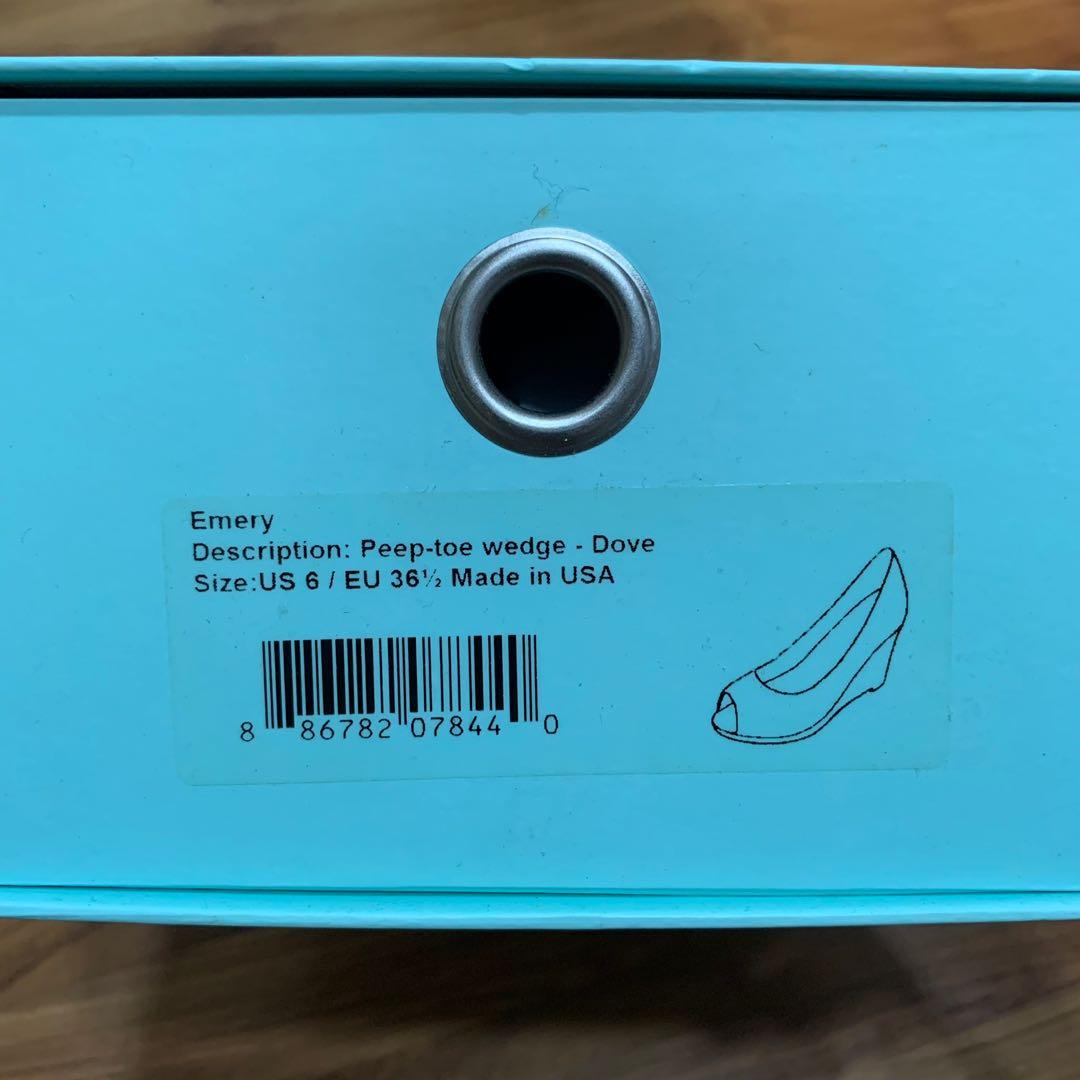 Emery
Description: Peep-toe wedge - Dove
Size:US 6 / EU 36½ Made in USA
8 86782 07844 0